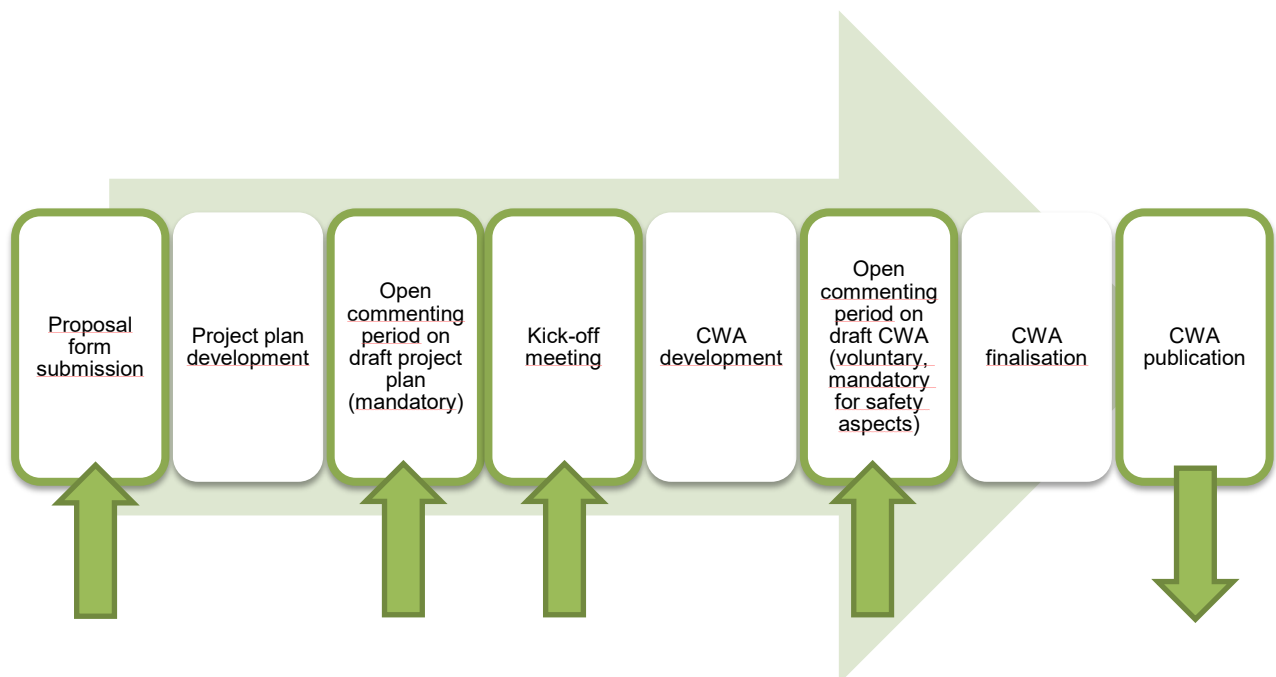 Proposal
form
submission
Project plan
development
Open
commenting
period on
draft project
plan
(mandatory)
Kick-off
meeting
CWA
development
Open
commenting
period on
draft CWA
(voluntary,
mandatory
for safety
aspects)
CWA
finalisation
CWA
publication